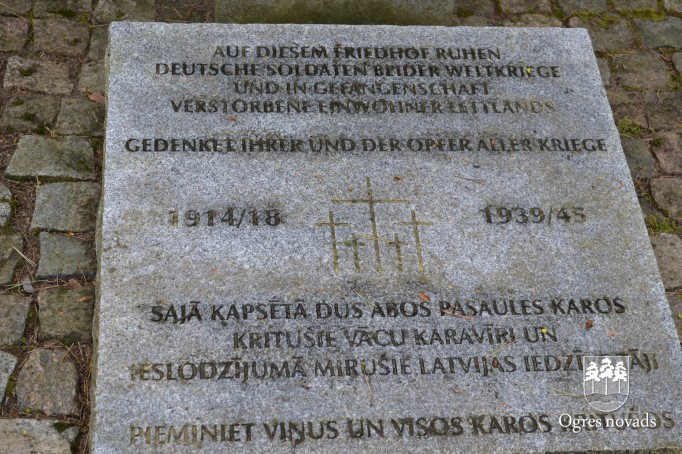 AUF DIESEM FRIEDHOF RUHEN
DEUTSCHE SOLDATEN BEIDER WELTKRIEGE
UND IN GEFANGENSCHAFT
VERSTORBENE EINWOHNER LETTLANDS
GEDENKET IHRER UND DER OPFER ALLER KRIEGE
1914/18 1939/45
ŠAJĀ KAPSĒTĀ DUS ABOS PASAULES KAROS
KRITUŠIE VĀCU KARAVĪRI UN
IESLODZĪJUMĀ MIRUŠIE LATVIJAS IEDZĪVOTĀJI
PIEMINIET VIŅUS UN VISOS KAROS
Ogres novads